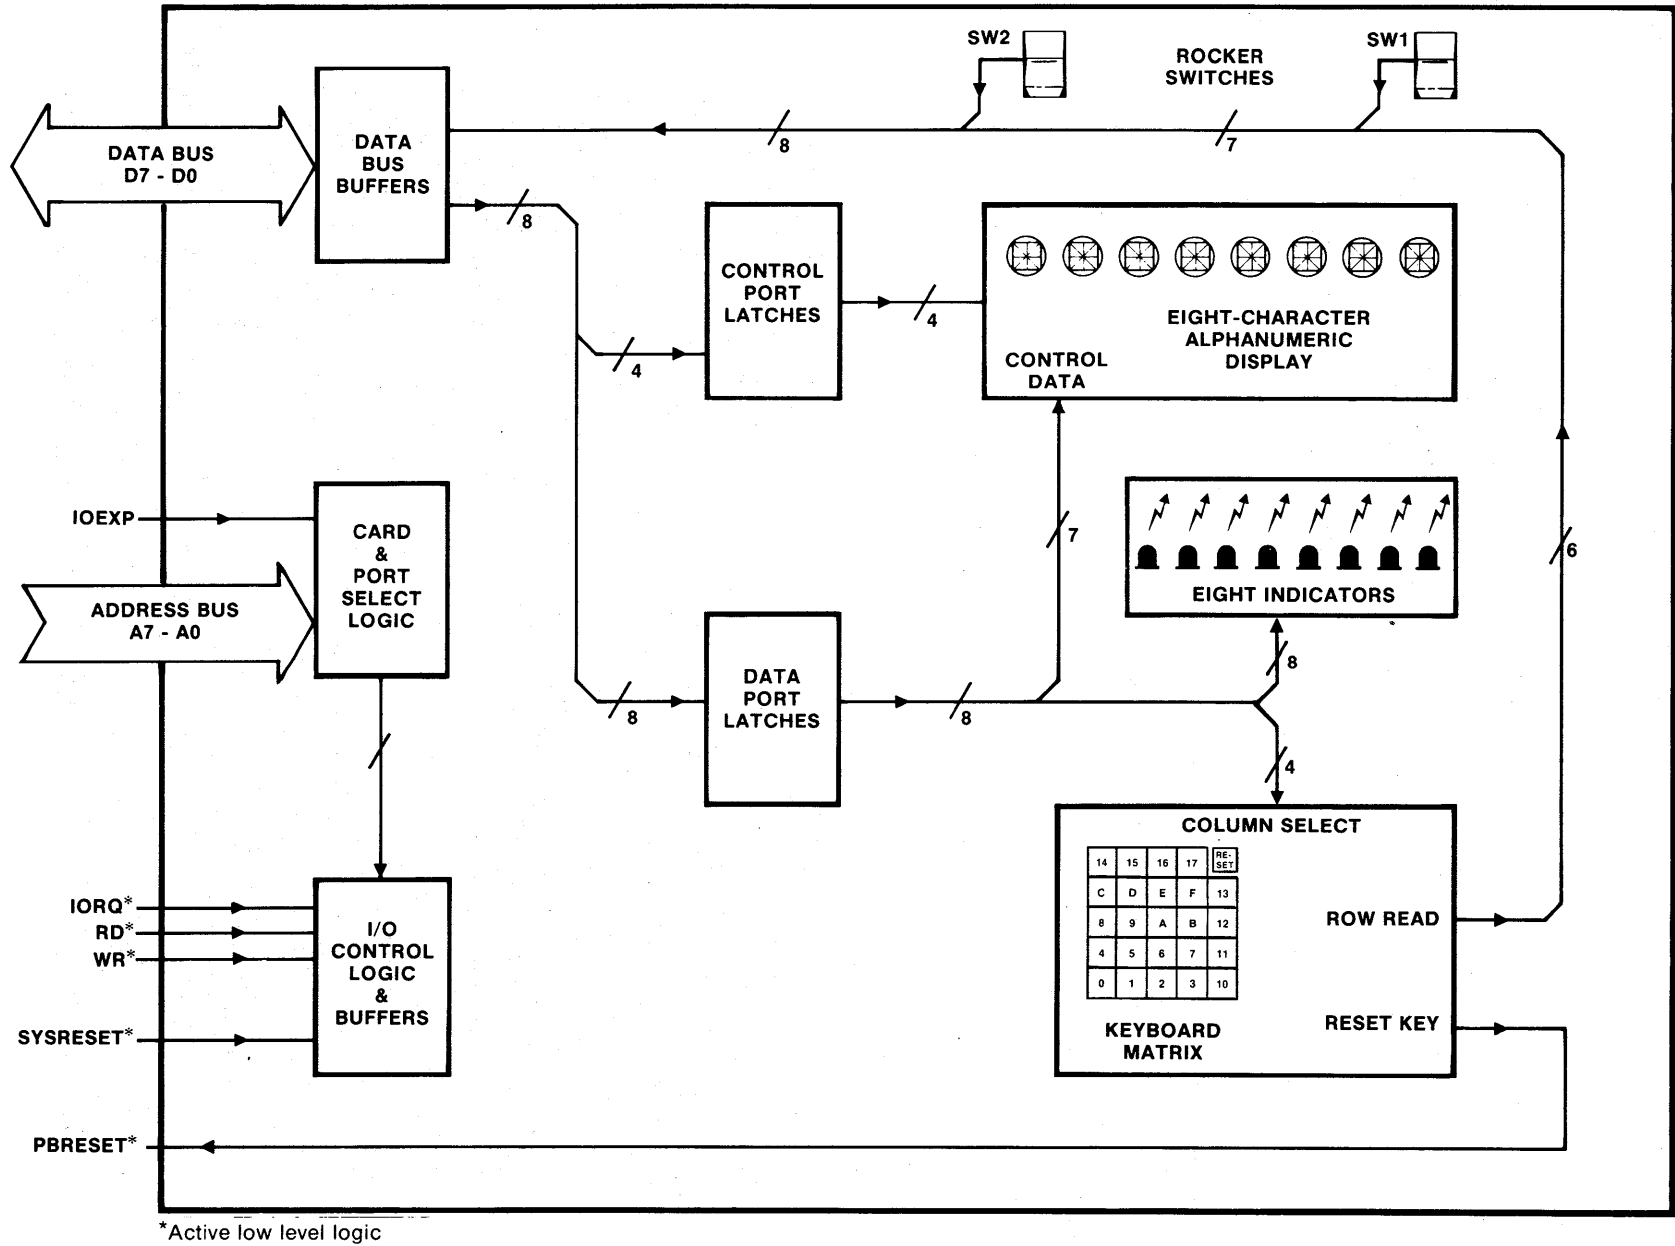 SW2
ROCKER
SWITCHES
SW1
DATA BUS
D7 - D0
DATA
BUS
BUFFERS
8
7
8
CONTROL
PORT
LATCHES
4
4
EIGHT-CHARACTER
ALPHANUMERIC
DISPLAY
CONTROL
DATA
IOEXP
ADDRESS BUS
A7 - A0
CARD
&
PORT
SELECT
LOGIC
7
EIGHT INDICATORS
6
8
DATA
PORT
LATCHES
8
8
4
COLUMN SELECT
14 15 16 17 RE-
SET
C D E F 13
8 9 A B 12
4 5 6 7 11
0 1 2 3 10
KEYBOARD
MATRIX
ROW READ
RESET KEY
IORQ*
RD*
WR*
SYSRESET*
I/O
CONTROL
LOGIC
&
BUFFERS
PBRESET*
*Active low level logic